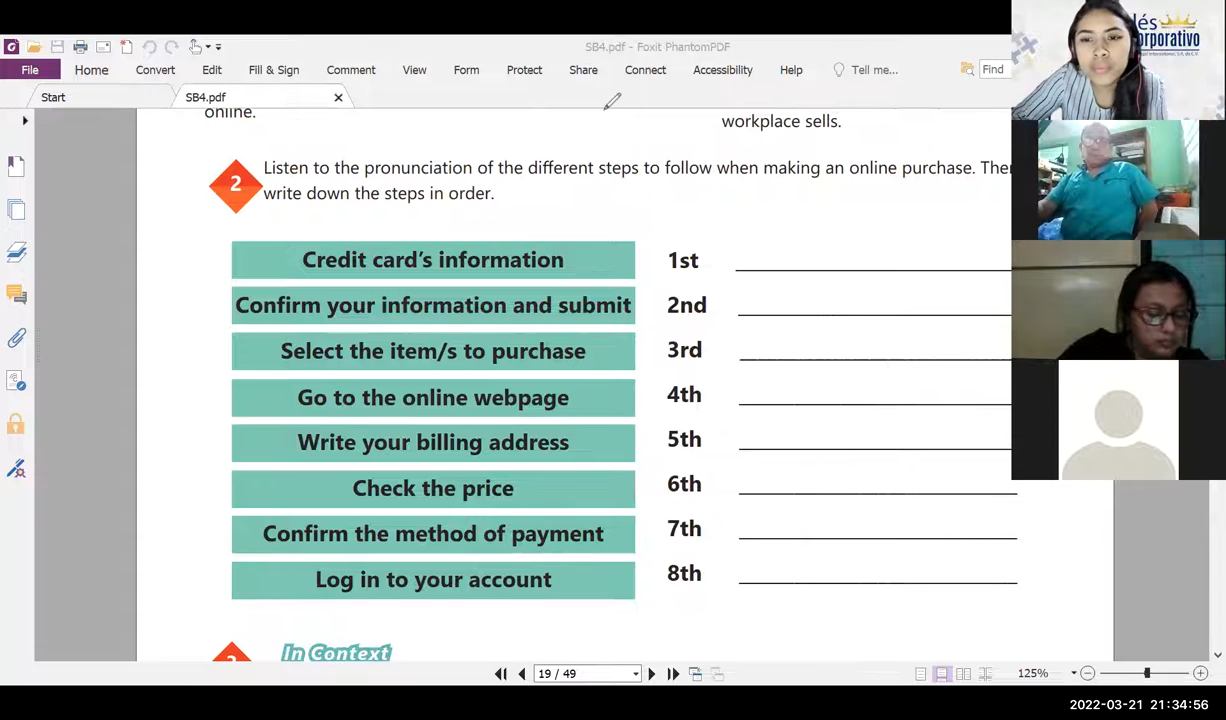 SB4.pdf - Foxit PhantomPDF
File Home Convert Edit Fill & Sign Comment View Form Protect Share Connect Accessibility Help Tell me... Find
Start SB4.pdf
online.
workplace sells.
2
Listen to the pronunciation of the different steps to follow when making an online purchase.
write down the steps in order.
Credit card's information 1st
Confirm your information and submit 2nd
Select the item/s to purchase 3rd
Go to the online webpage 4th
Write your billing address 5th
Check the price 6th
Confirm the method of payment 7th
Log in to your account 8th
In Context
19 / 49
125%
2022-03-21 21:34:56